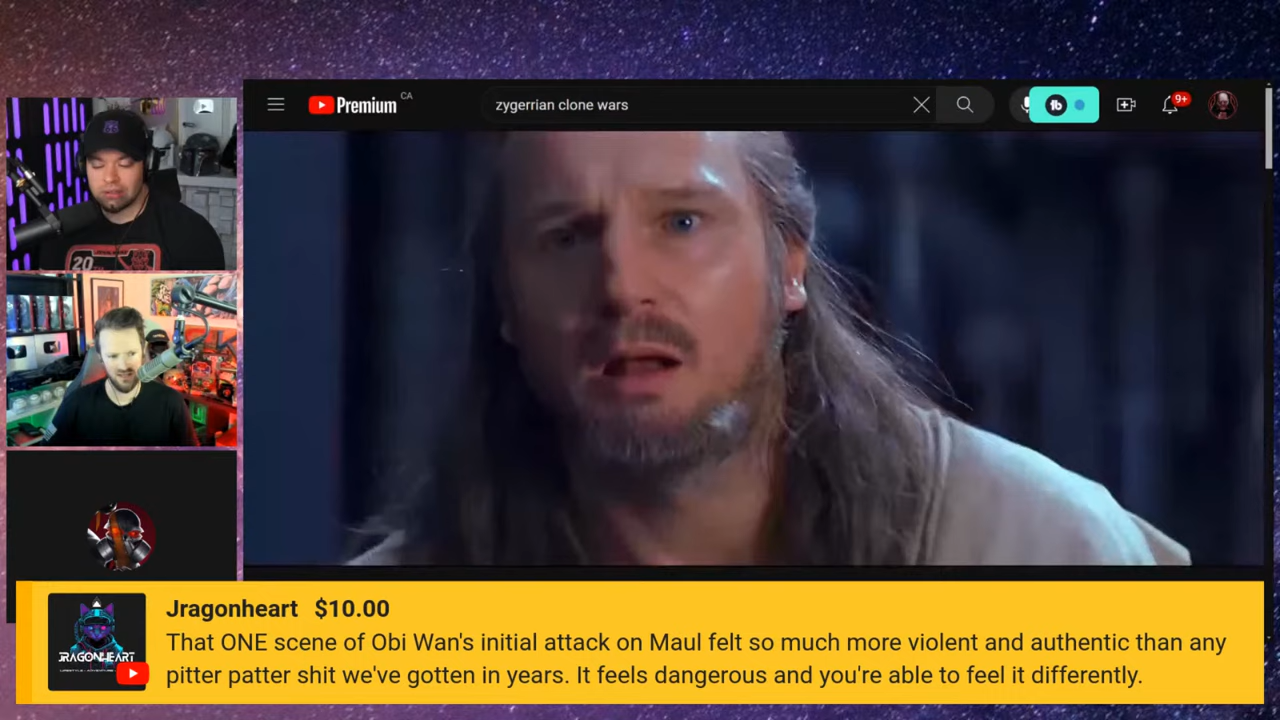 Premium CA
zygerrian clone wars
9+
20
JRAGONHEART
Jragonheart $10.00
That ONE scene of Obi Wan's initial attack on Maul felt so much more violent and authentic than any
pitter patter shit we've gotten in years. It feels dangerous and you're able to feel it differently.